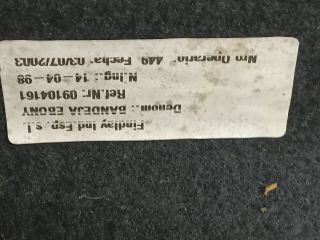 Findlay Ind.Esp. s.l.
Denom.: BANDEJA EBONY
Ref.Nr: 09104161
N.Ing.: 14-04-98
Nro Operario: 449 Fecha: 03/07/2003